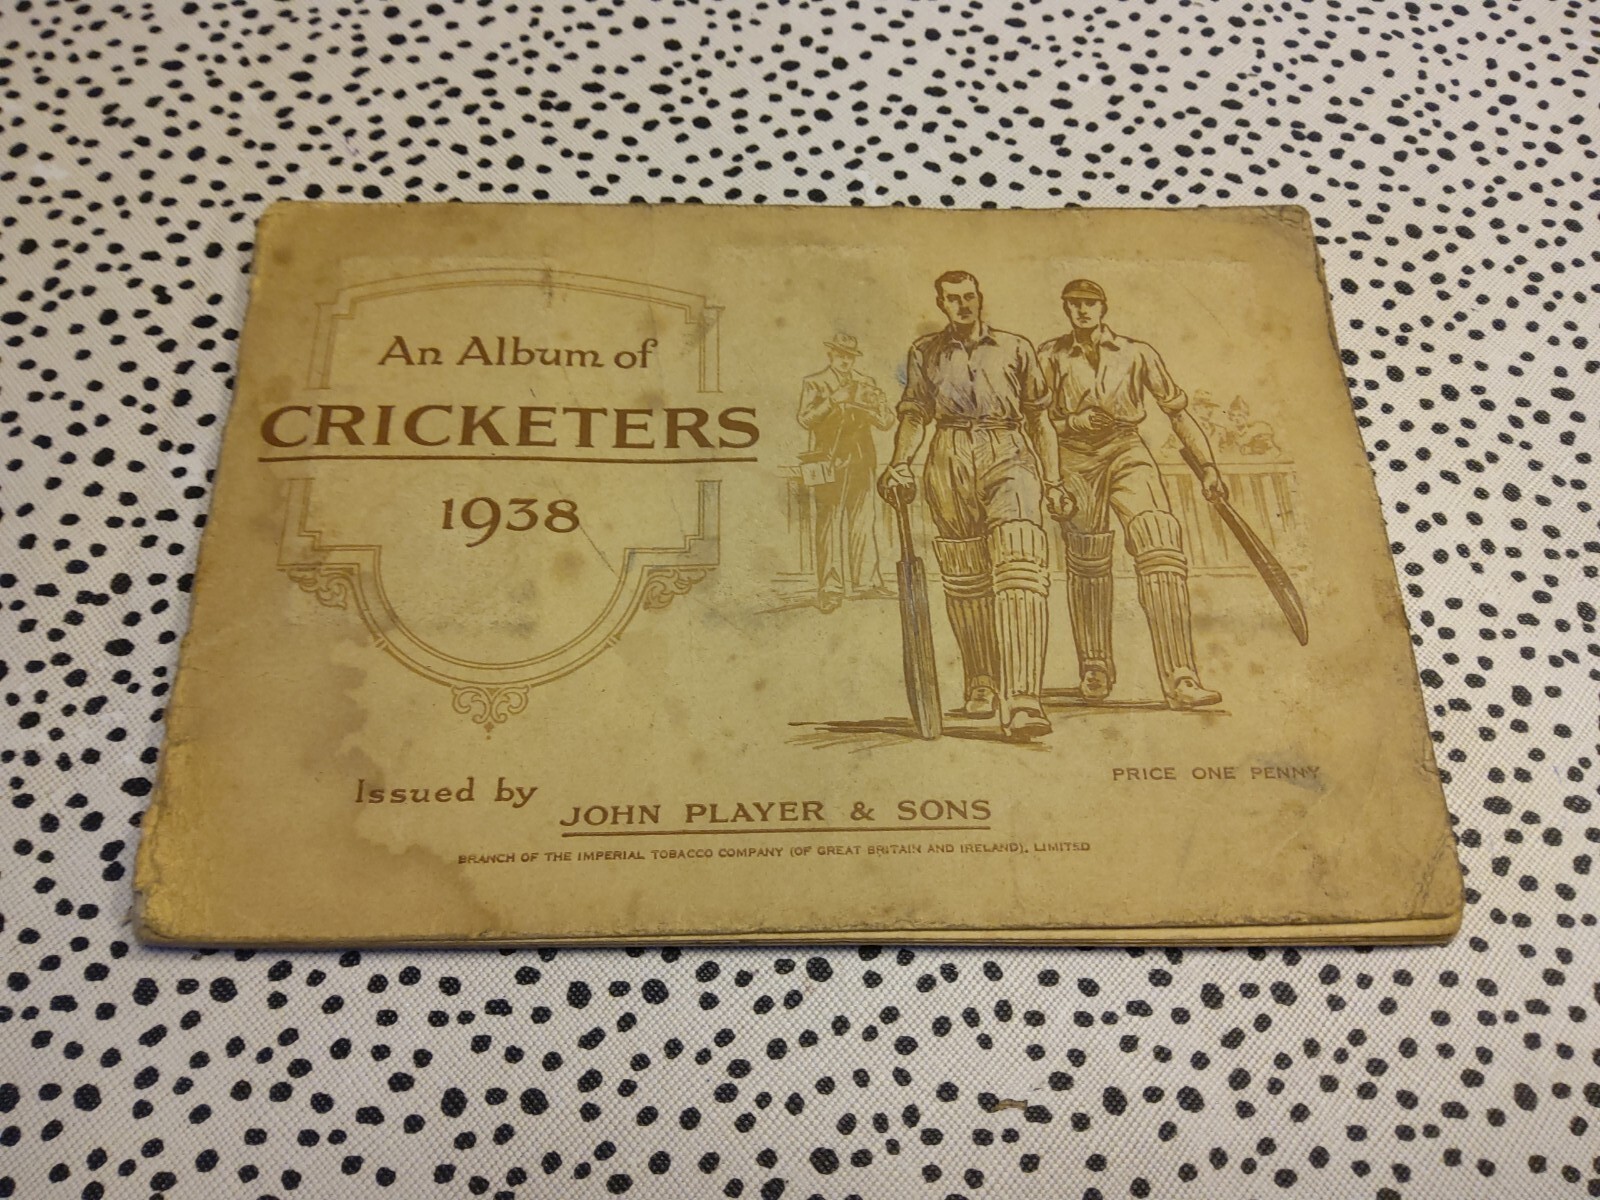 An Album of
CRICKETERS
1938
Issued by
JOHN PLAYER & SONS
PRICE ONE PENNY
BRANCH OF THE IMPERIAL TOBACCO COMPANY (OF GREAT BRITAIN AND IRELAND), LIMITED